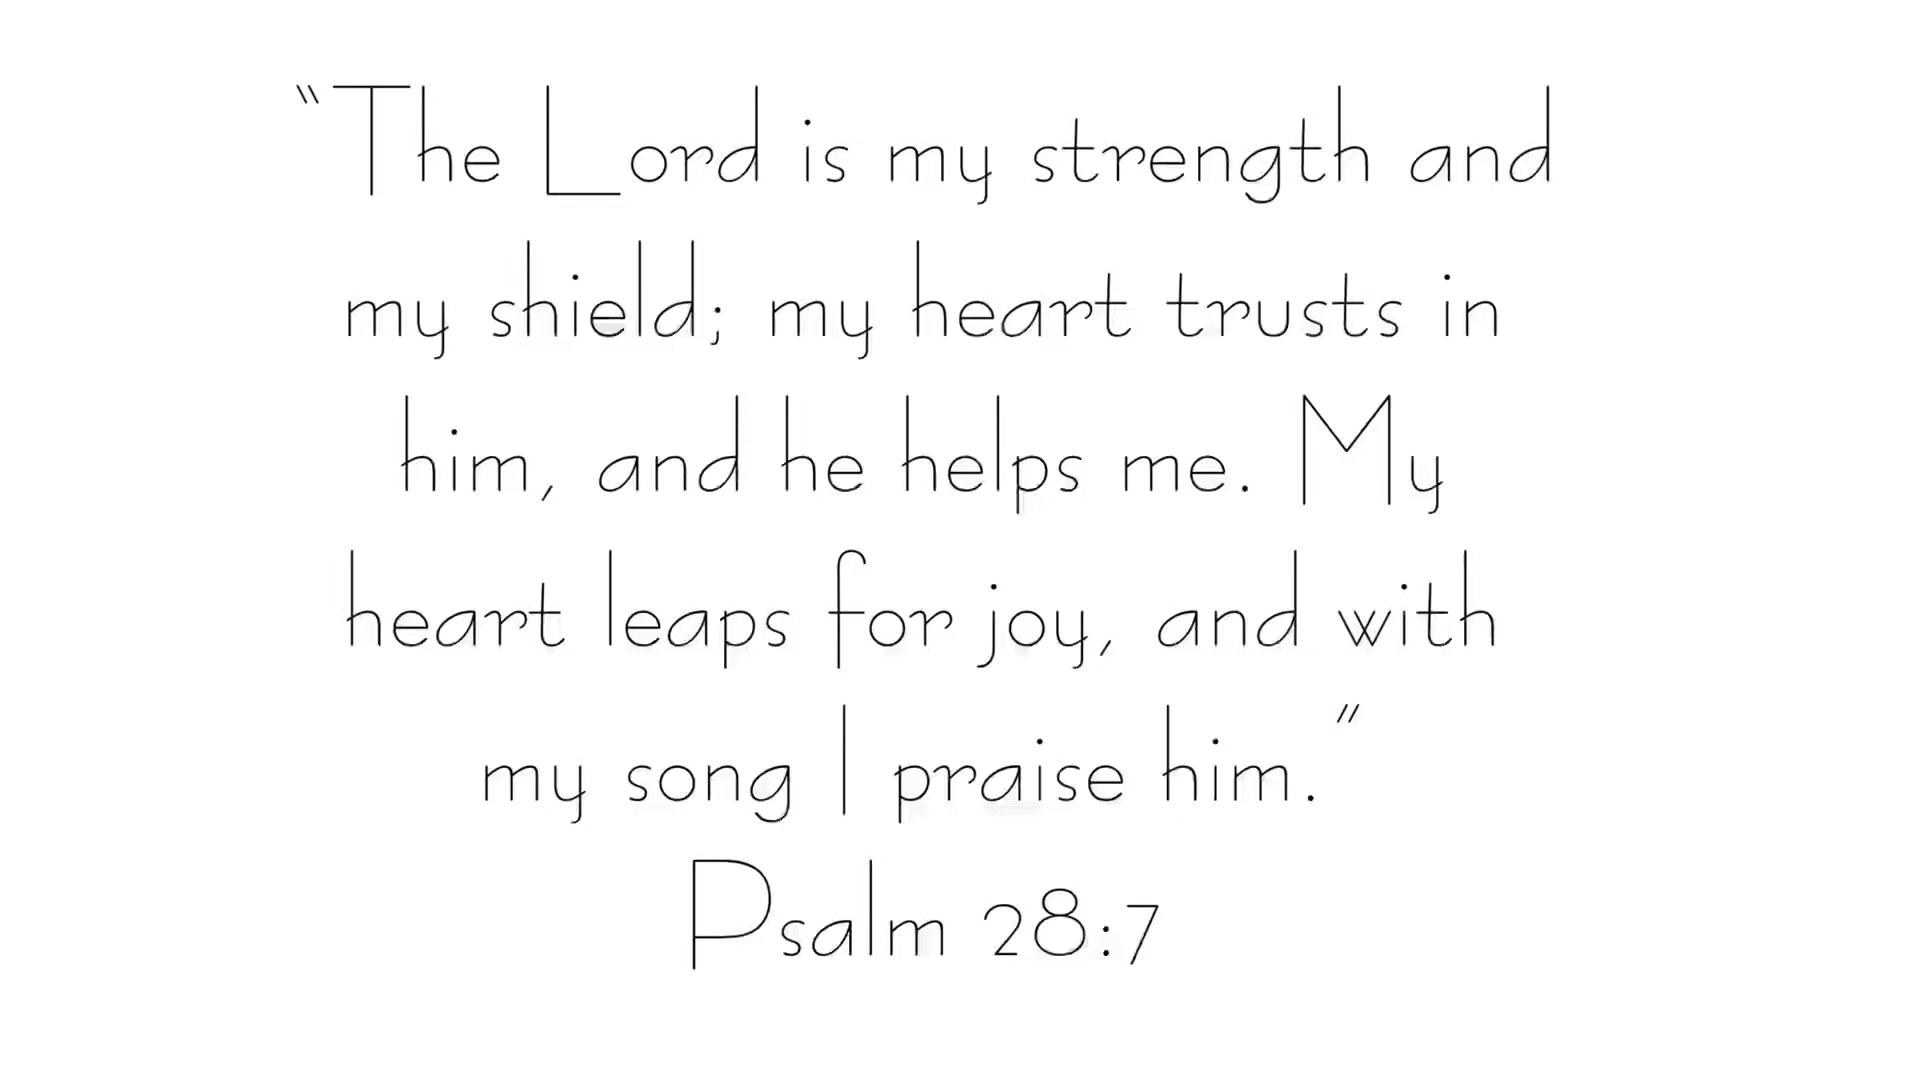 “The Lord is my strength and
my shield; my heart trusts in
him, and he helps me. My
heart leaps for joy, and with
my song I praise him.”
Psalm 28:7